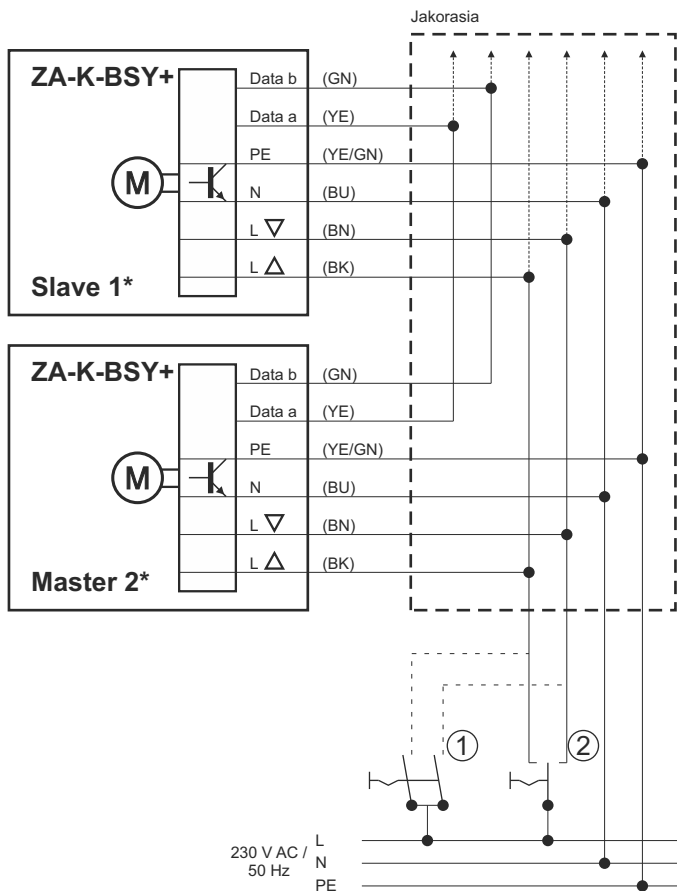 Jakorasia
ZA-K-BSY+
Data b (GN)
Data a (YE)
PE (YE/GN)
M
N (BU)
L ▽ (BN)
L △ (BK)
Slave 1*
ZA-K-BSY+
Data b (GN)
Data a (YE)
PE (YE/GN)
M
N (BU)
L ▽ (BN)
L △ (BK)
Master 2*
① ②
L
230 V AC /
N
50 Hz
PE